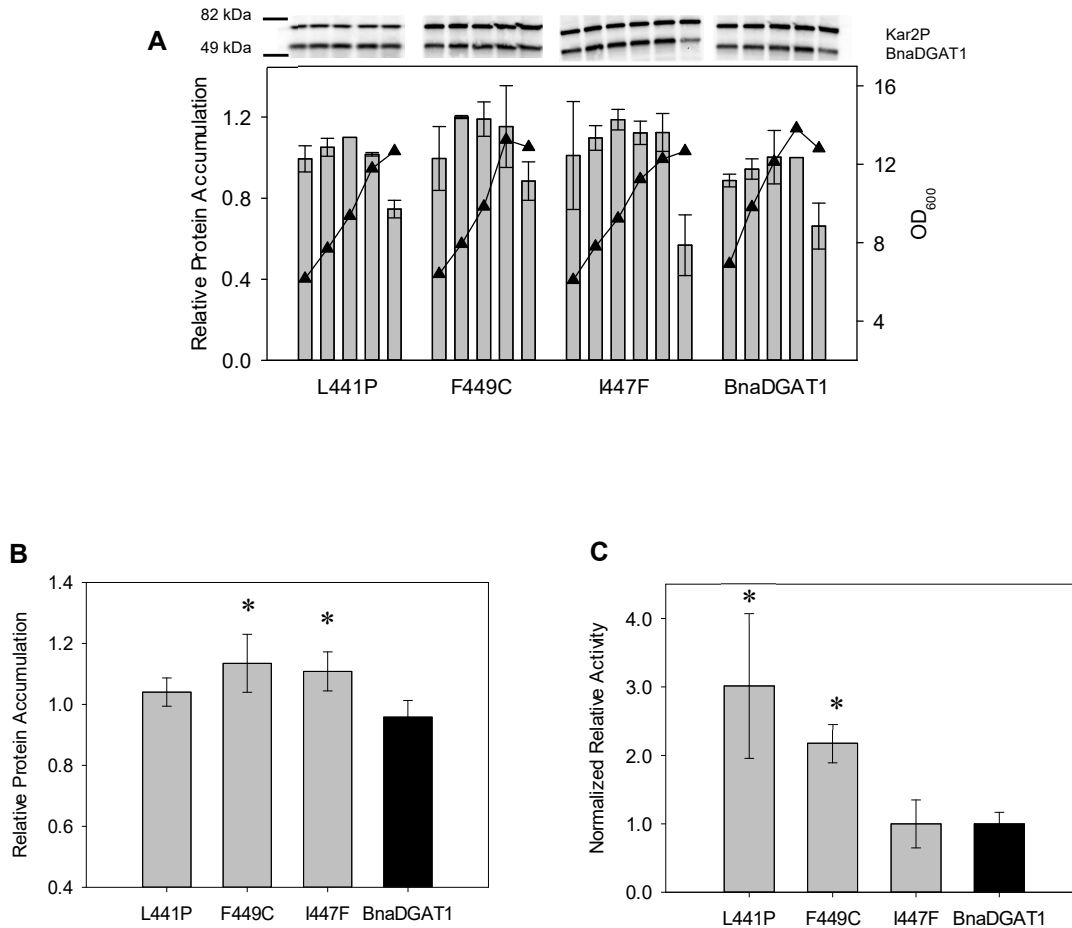 A
82 kDa
49 kDa
Kar2P
BnaDGAT1
Relative Protein Accumulation
1.2
0.8
0.4
0.0
16
12
8
4
OD600
L441P
F449C
I447F
BnaDGAT1
B
Relative Protein Accumulation
1.4
1.2
1.0
0.8
0.6
0.4
*
*
L441P
F449C
I447F
BnaDGAT1
C
Normalized Relative Activity
4.0
3.0
2.0
1.0
0.0
*
*
L441P
F449C
I447F
BnaDGAT1